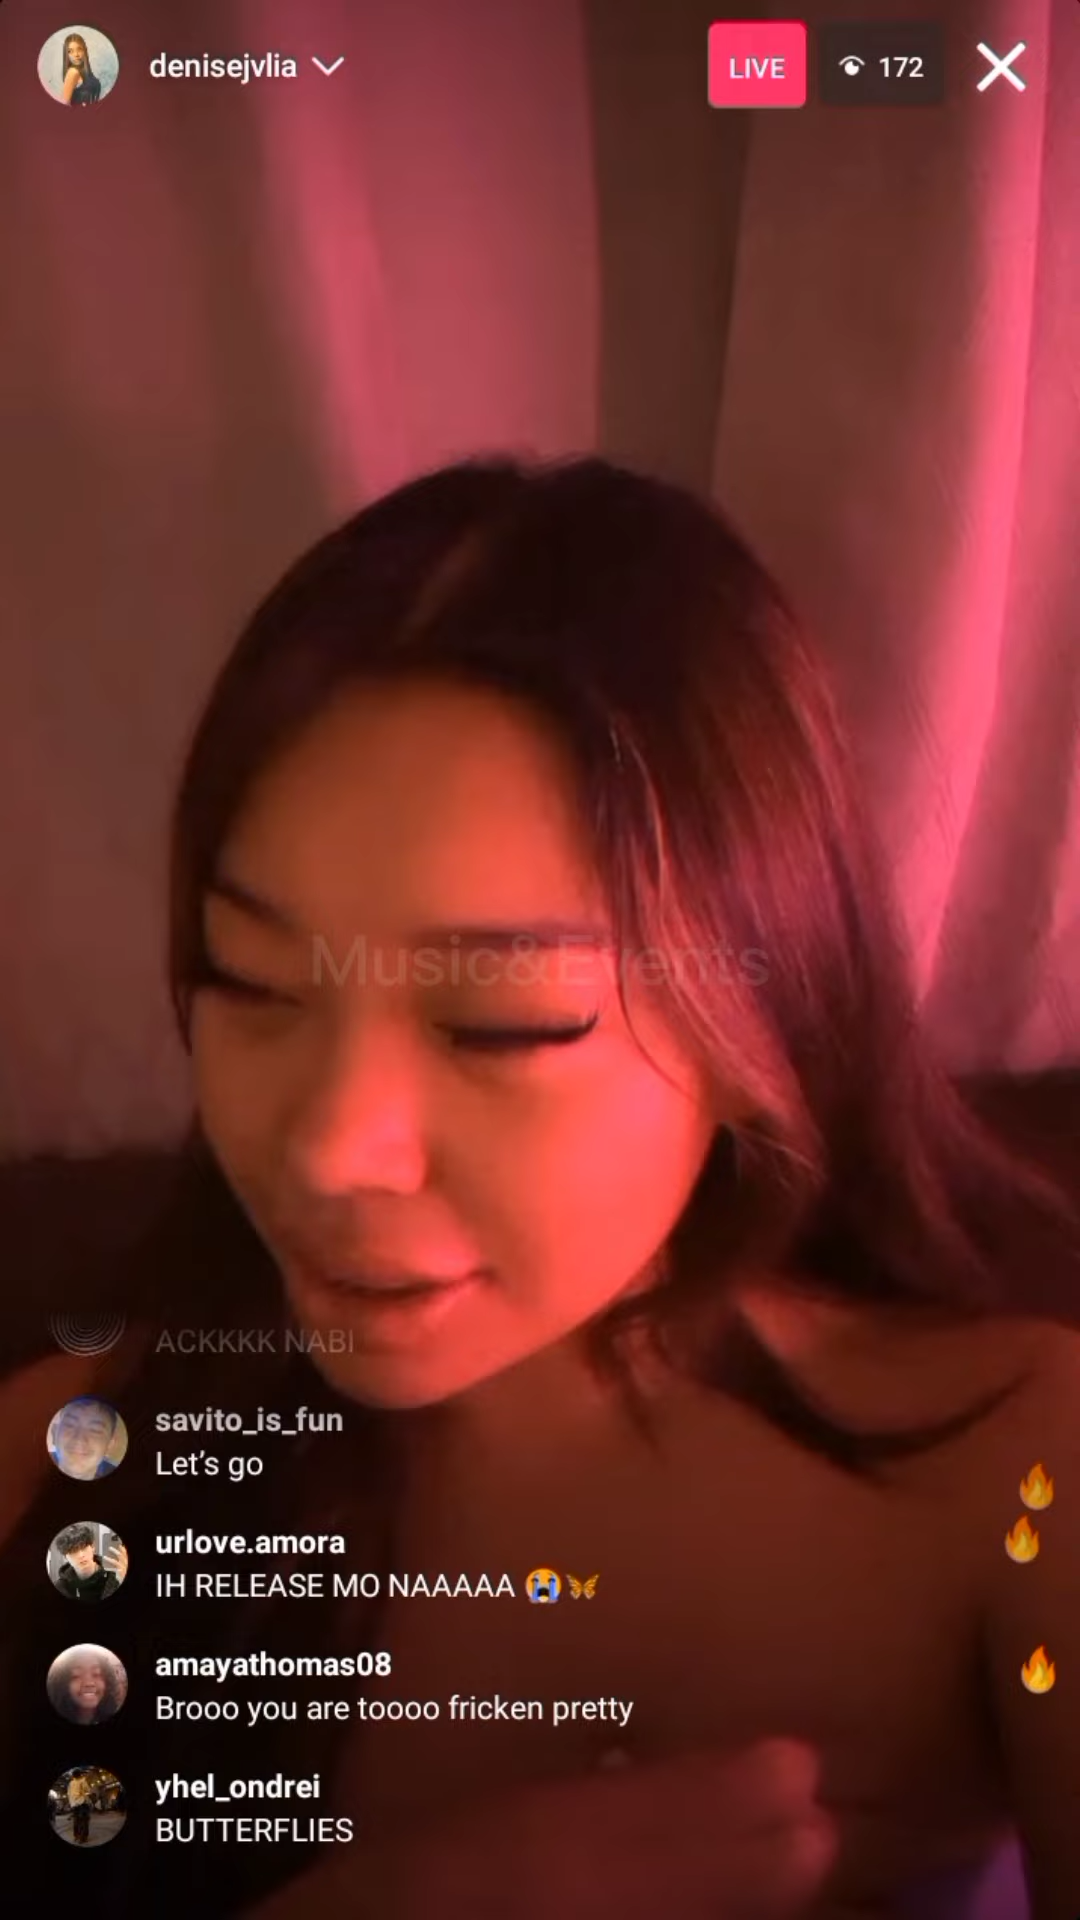 denisejvlia
LIVE
172
Music&Events
ACKKKK NABI
savito_is_fun
Let’s go
urlove.amora
IH RELEASE MO NAAAAA 😭🦋
amayathomas08
Brooo you are toooo fricken pretty
yhel_ondrei
BUTTERFLIES